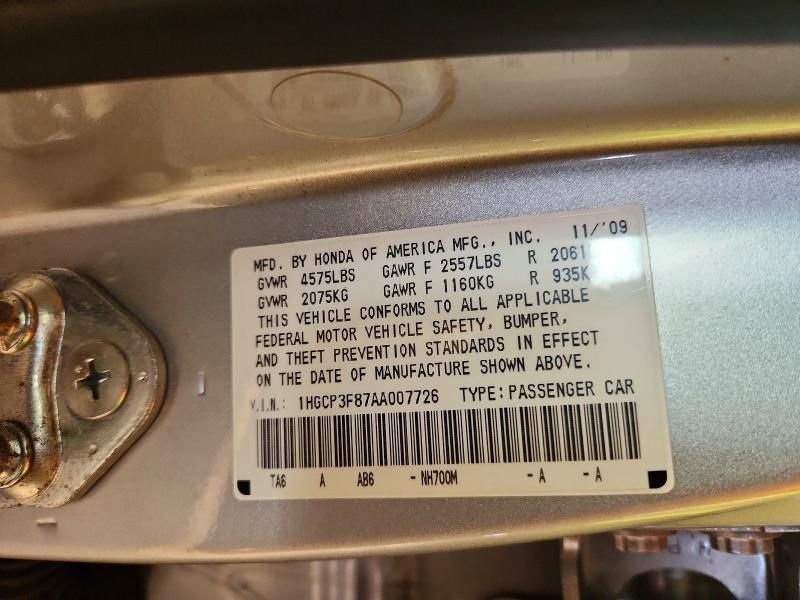 MFD. BY HONDA OF AMERICA MFG., INC. 11/'09
GVWR 4575LBS GAWR F 2557LBS R 2061
GVWR 2075KG GAWR F 1160KG R 935K
THIS VEHICLE CONFORMS TO ALL APPLICABLE
FEDERAL MOTOR VEHICLE SAFETY, BUMPER,
AND THEFT PREVENTION STANDARDS IN EFFECT
ON THE DATE OF MANUFACTURE SHOWN ABOVE.
V.I.N.: 1HGCP3F87AA007726 TYPE: PASSENGER CAR
TA6 A AB6 - NH700M - A - A